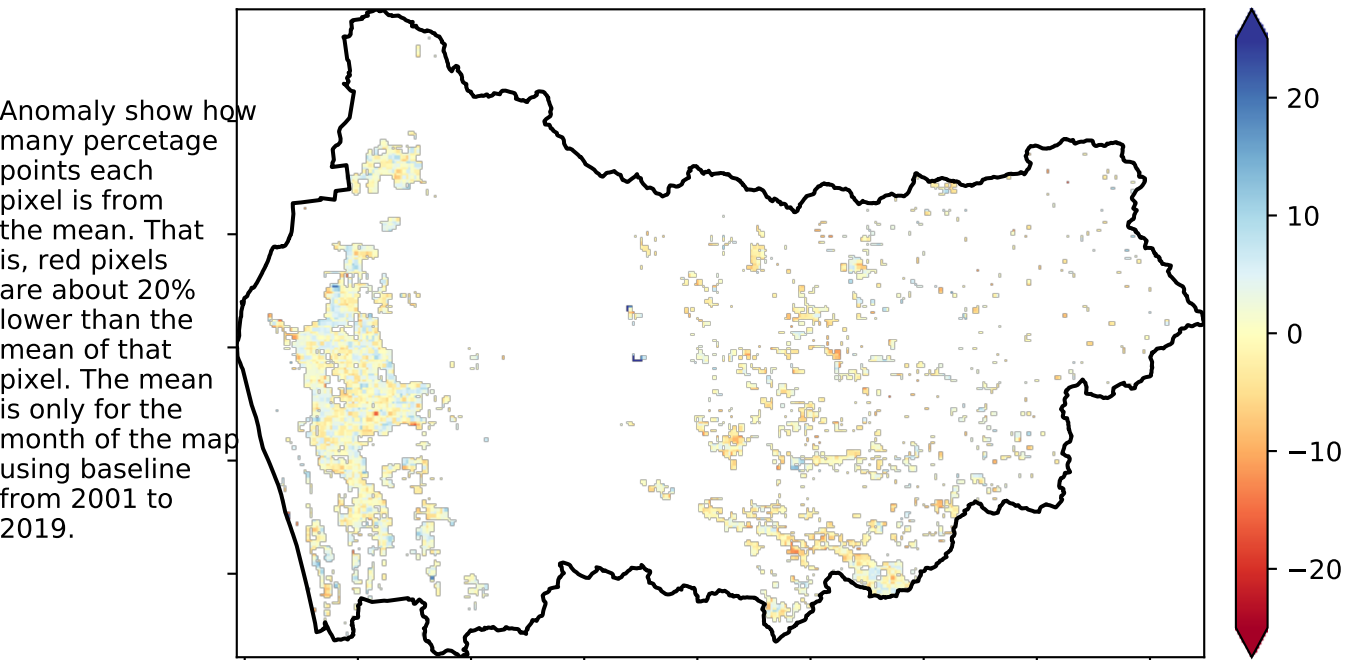 Anomaly show how
many percetage
points each
pixel is from
the mean. That
is, red pixels
are about 20%
lower than the
mean of that
pixel. The mean
is only for the
month of the map
using baseline
from 2001 to
2019.
20
10
0
−10
−20